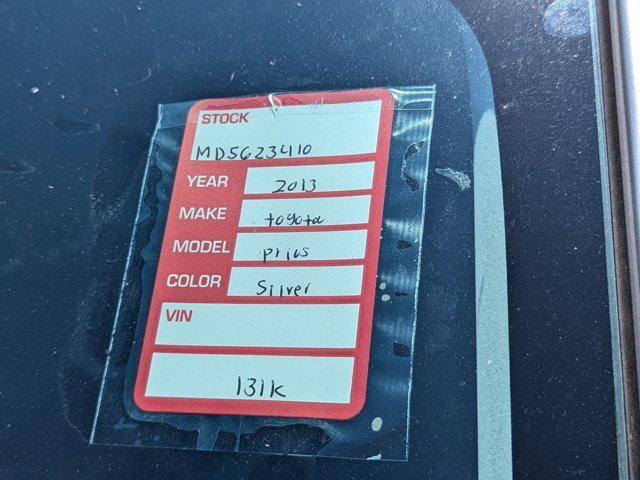 STOCK
MD5623410
YEAR 2013
MAKE toyota
MODEL prius
COLOR Silver
VIN
131K